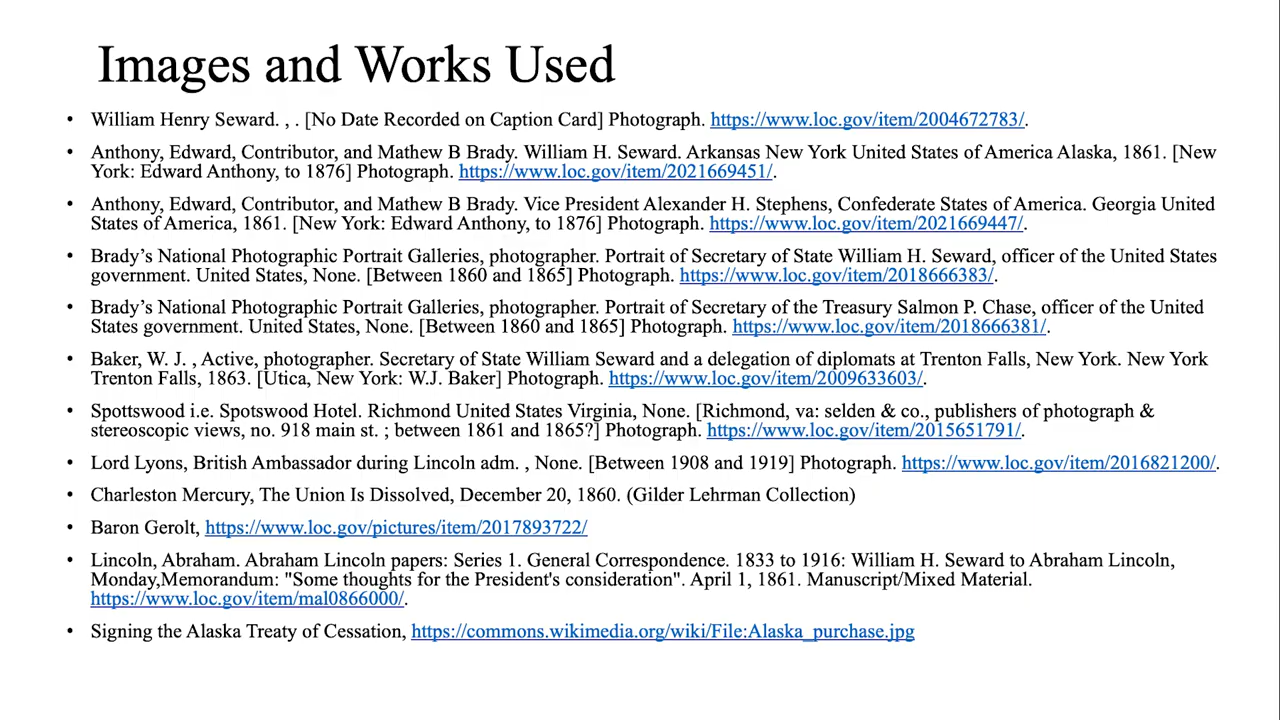 Images and Works Used
• William Henry Seward. , . [No Date Recorded on Caption Card] Photograph. https://www.loc.gov/item/2004672783/.
• Anthony, Edward, Contributor, and Mathew B Brady. William H. Seward. Arkansas New York United States of America Alaska, 1861. [New
York: Edward Anthony, to 1876] Photograph. https://www.loc.gov/item/2021669451/.
• Anthony, Edward, Contributor, and Mathew B Brady. Vice President Alexander H. Stephens, Confederate States of America. Georgia United
States of America, 1861. [New York: Edward Anthony, to 1876] Photograph. https://www.loc.gov/item/2021669447/.
• Brady’s National Photographic Portrait Galleries, photographer. Portrait of Secretary of State William H. Seward, officer of the United States
government. United States, None. [Between 1860 and 1865] Photograph. https://www.loc.gov/item/2018666383/.
• Brady’s National Photographic Portrait Galleries, photographer. Portrait of Secretary of the Treasury Salmon P. Chase, officer of the United
States government. United States, None. [Between 1860 and 1865] Photograph. https://www.loc.gov/item/2018666381/.
• Baker, W. J. , Active, photographer. Secretary of State William Seward and a delegation of diplomats at Trenton Falls, New York. New York
Trenton Falls, 1863. [Utica, New York: W.J. Baker] Photograph. https://www.loc.gov/item/2009633603/.
• Spottswood i.e. Spotswood Hotel. Richmond United States Virginia, None. [Richmond, va: selden & co., publishers of photograph &
stereoscopic views, no. 918 main st. ; between 1861 and 1865?] Photograph. https://www.loc.gov/item/2015651791/.
• Lord Lyons, British Ambassador during Lincoln adm. , None. [Between 1908 and 1919] Photograph. https://www.loc.gov/item/2016821200/.
• Charleston Mercury, The Union Is Dissolved, December 20, 1860. (Gilder Lehrman Collection)
• Baron Gerolt, https://www.loc.gov/pictures/item/2017893722/
• Lincoln, Abraham. Abraham Lincoln papers: Series 1. General Correspondence. 1833 to 1916: William H. Seward to Abraham Lincoln,
Monday,Memorandum: "Some thoughts for the President's consideration". April 1, 1861. Manuscript/Mixed Material.
https://www.loc.gov/item/mal0866000/.
• Signing the Alaska Treaty of Cessation, https://commons.wikimedia.org/wiki/File:Alaska_purchase.jpg